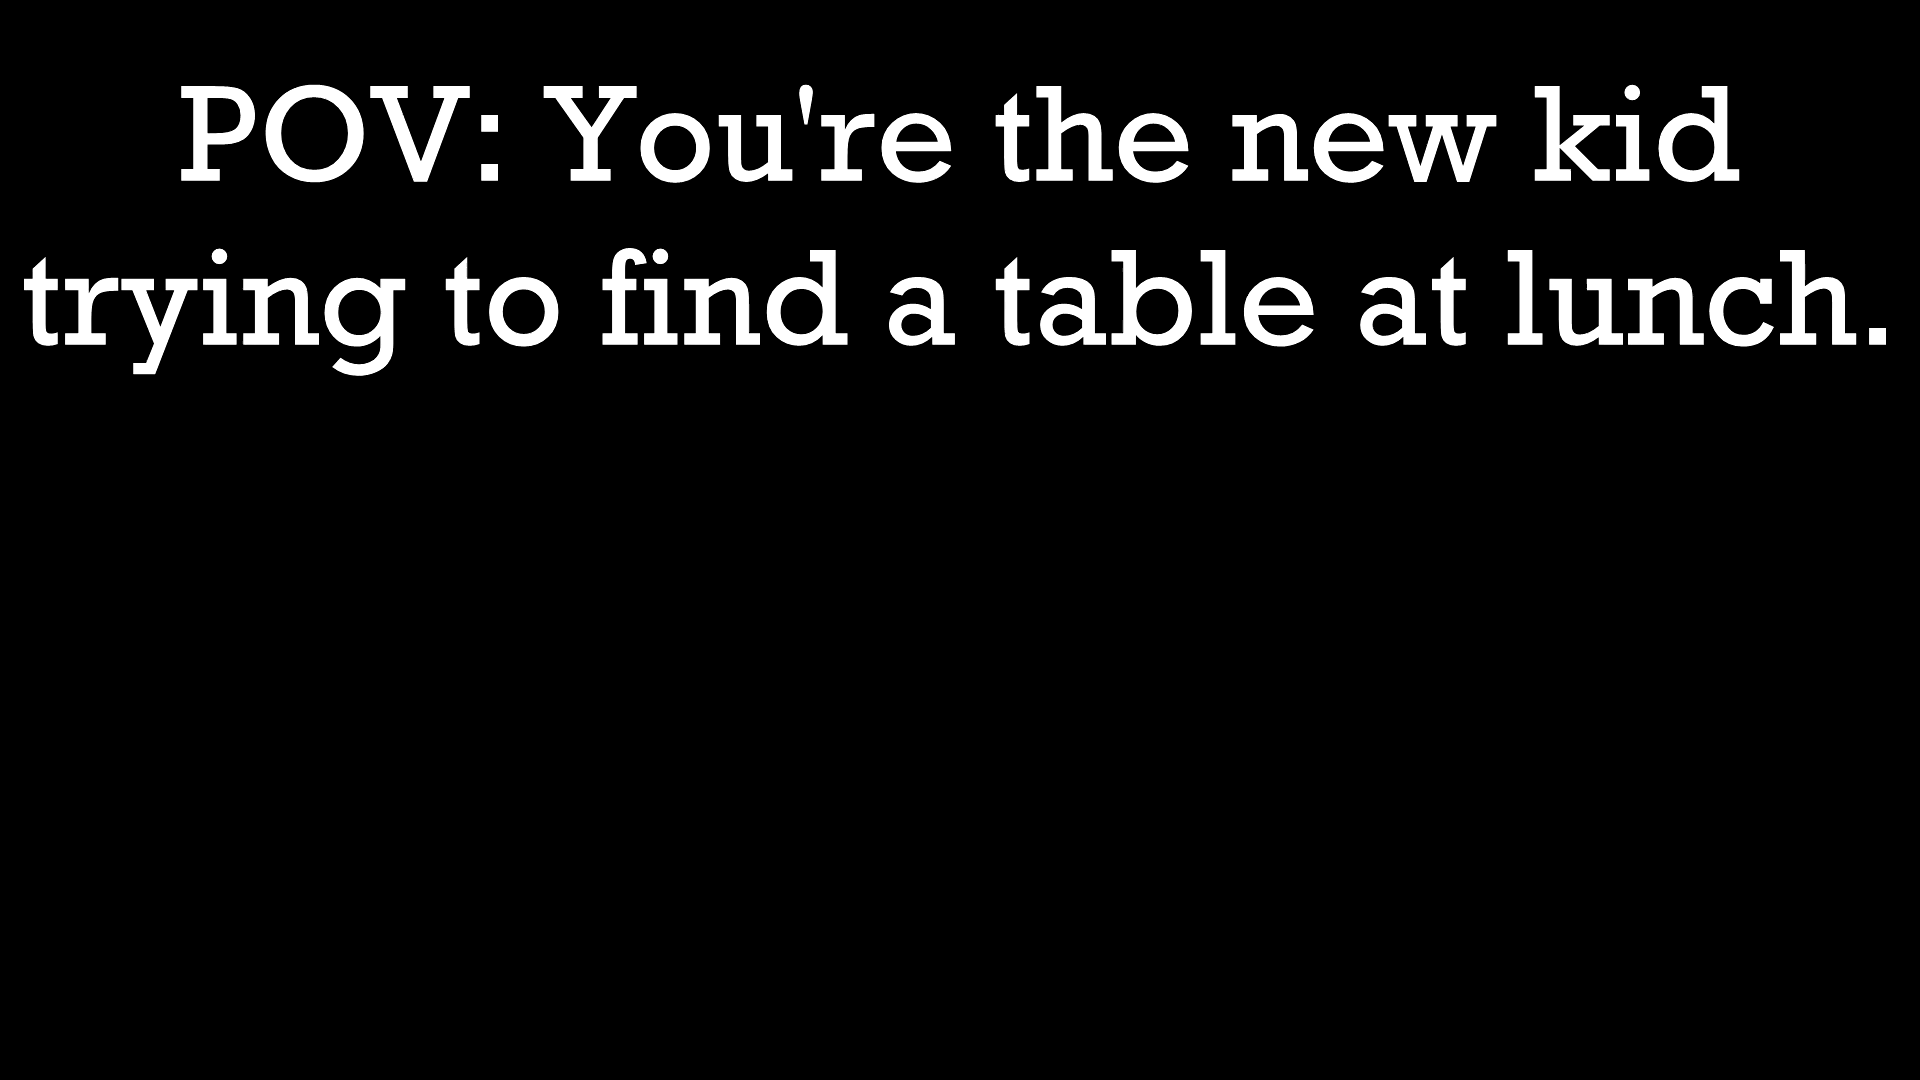 POV: You're the new kid
trying to find a table at lunch.